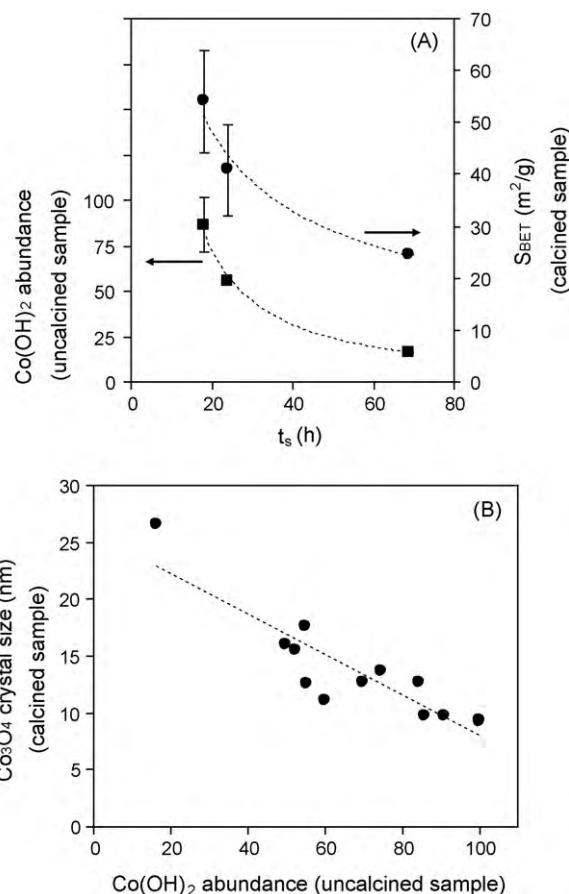 (A)
70
60
50
40
30
20
10
0
100
75
50
25
0
Co(OH)2 abundance
(uncalcined sample)
SBET (m2/g)
(calcined sample)
0 20 40 60 80
ts (h)
(B)
30
25
20
15
10
5
0
Co3O4 crystal size (nm)
(calcined sample)
0 20 40 60 80 100
Co(OH)2 abundance (uncalcined sample)